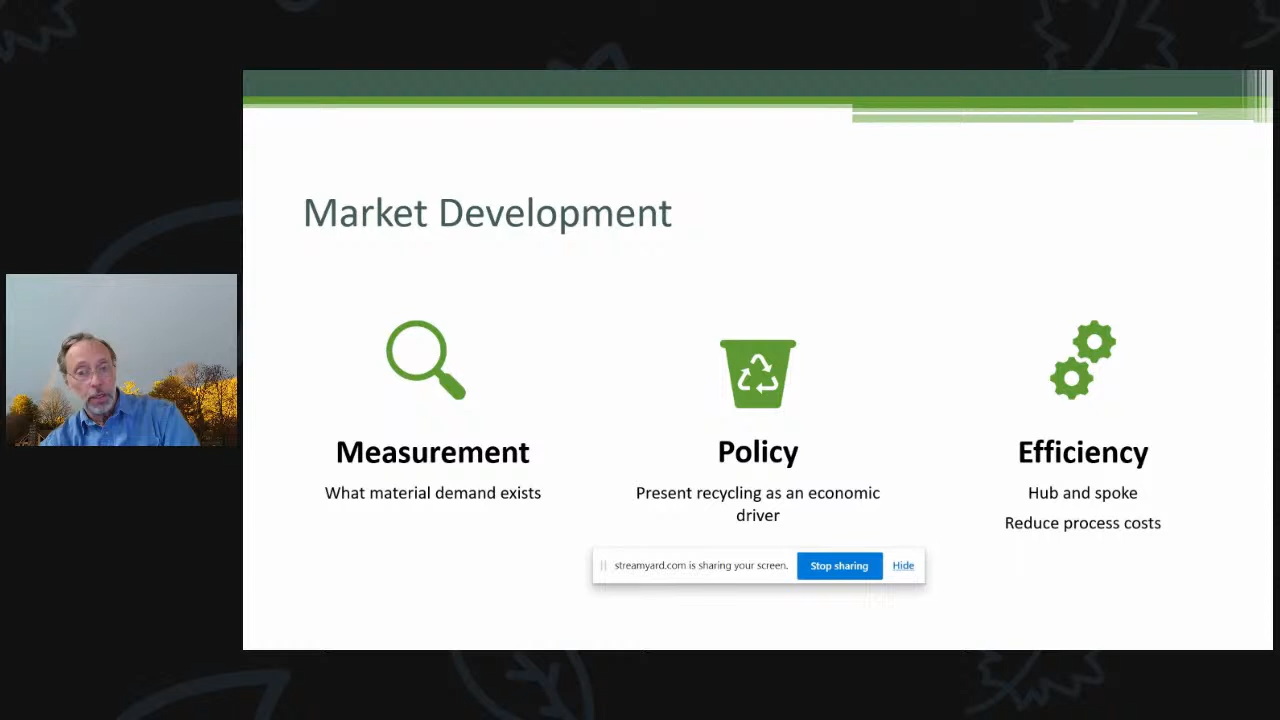 Market Development
Measurement
What material demand exists
Policy
Present recycling as an economic
driver
Efficiency
Hub and spoke
Reduce process costs
streamyard.com is sharing your screen.
Stop sharing
Hide